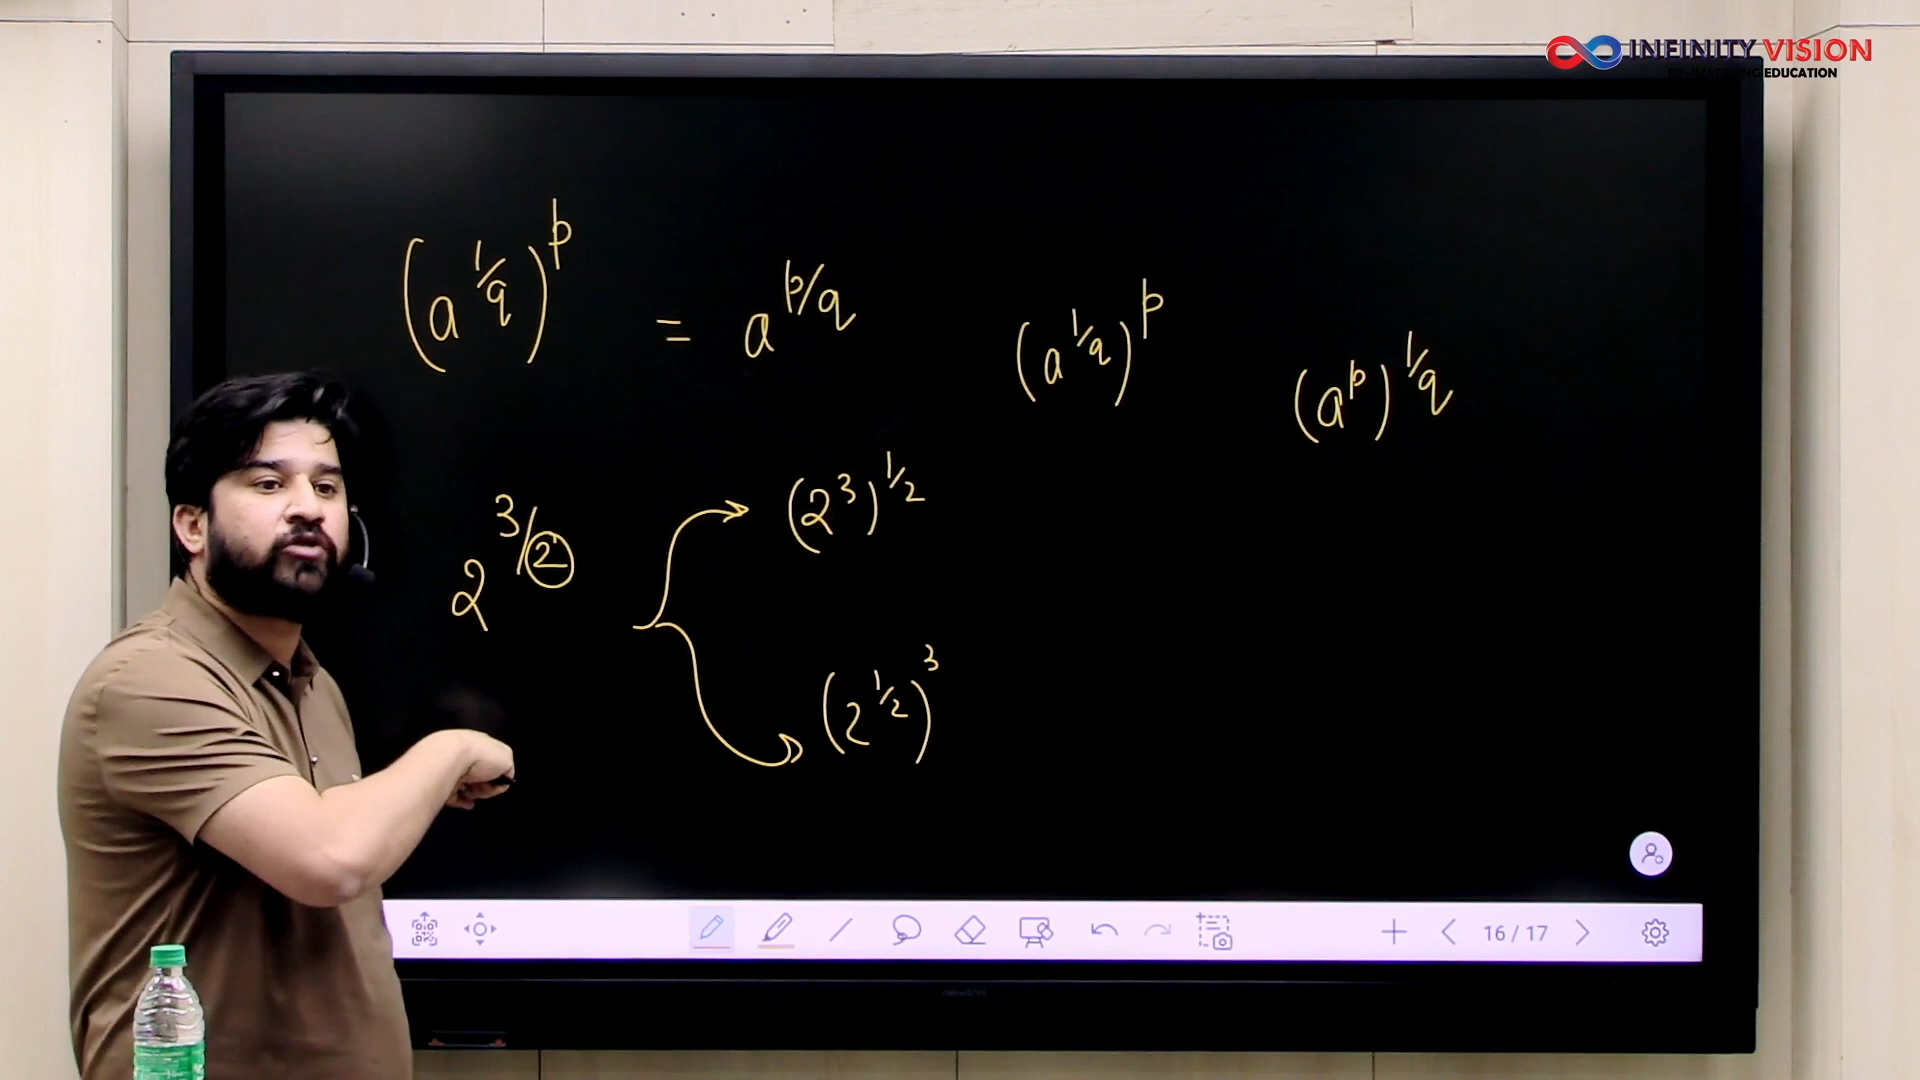 INFINITY VISION
EDUCATION
(a^1/q)^p = a^p/q (a^1/q)^p (a^p)^1/q
2^3/2 (2^3)^1/2
(2^1/2)^3
16/17